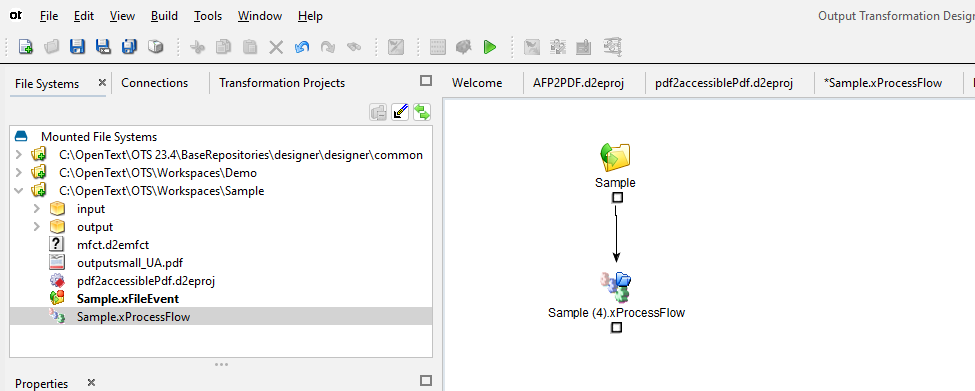 ot File Edit View Build Tools Window Help Output Transformation Desig
File Systems Connections Transformation Projects Welcome AFP2PDF.d2eproj pdf2accessiblePdf.d2eproj *Sample.xProcessFlow
Mounted File Systems
C:\OpenText\OTS 23.4\BaseRepositories\designer\designer\common
C:\OpenText\OTS\Workspaces\Demo
C:\OpenText\OTS\Workspaces\Sample
input
output
mfct.d2emfct
outputsmall_UA.pdf
pdf2accessiblePdf.d2eproj
Sample.xFileEvent
Sample.xProcessFlow
Properties
Sample
Sample (4).xProcessFlow